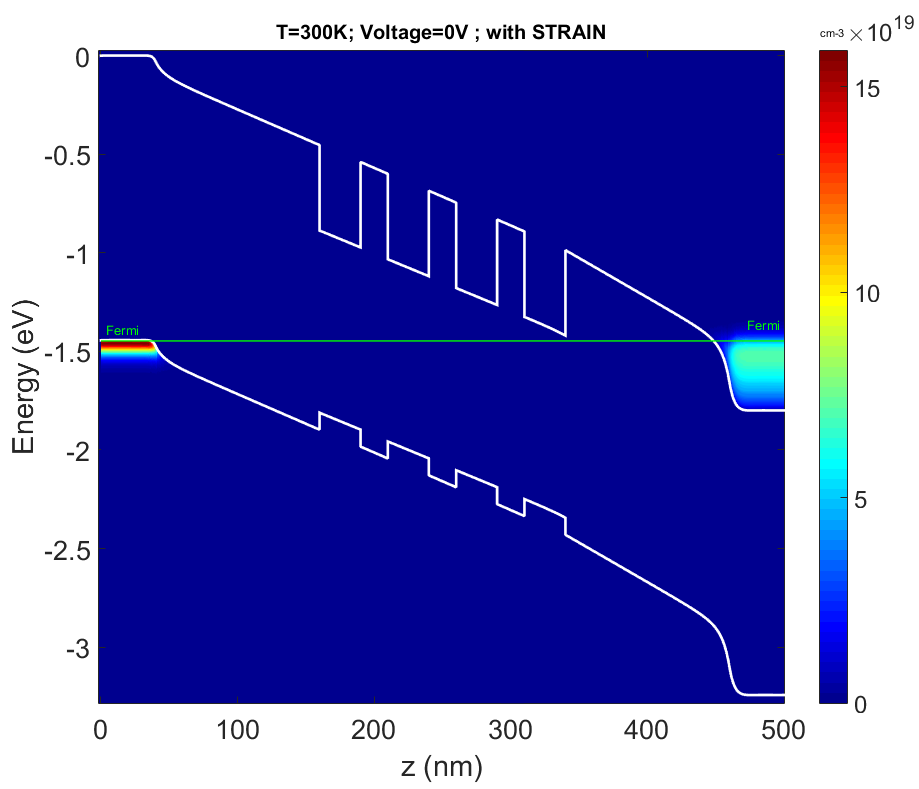 T=300K; Voltage=0V ; with STRAIN
cm-3 ×10^19
0
-0.5
-1
-1.5
-2
-2.5
-3
Energy (eV)
Fermi
Fermi
0
100
200
300
400
500
z (nm)
15
10
5
0